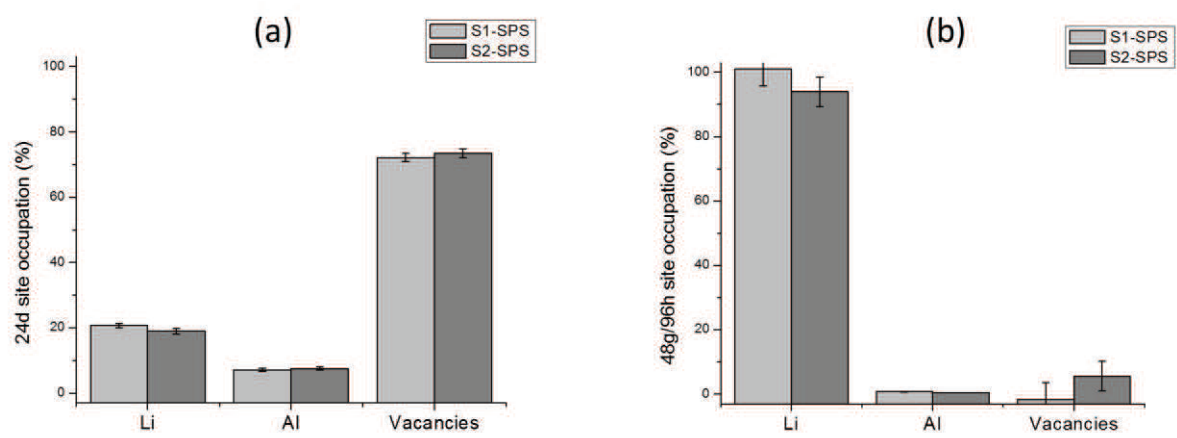 (a)
S1-SPS
S2-SPS
100
80
60
40
20
0
24d site occupation (%)
Li
Al
Vacancies
(b)
S1-SPS
S2-SPS
100
80
60
40
20
0
48g/96h site occupation (%)
Li
Al
Vacancies